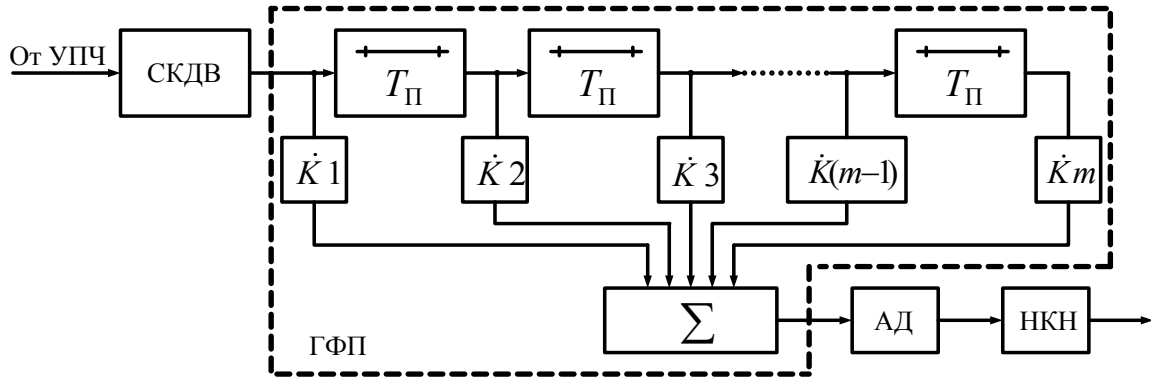 От УПЧ
СКДВ
T_П
T_П
T_П
K̇1
K̇2
K̇3
K̇(m−1)
K̇m
Σ
АД
НКН
ГФП